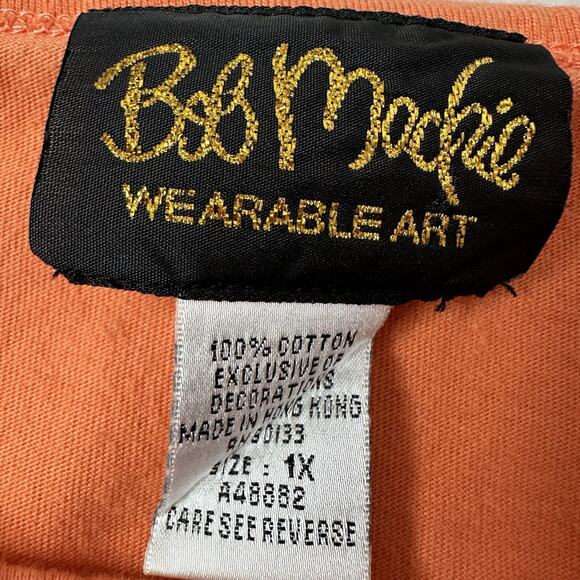 Bob Mackie
WEARABLE ART
100% COTTON
EXCLUSIVE OF
DECORATIONS
MADE IN HONG KONG
SIZE : 1X
A48882
CARE SEE REVERSE